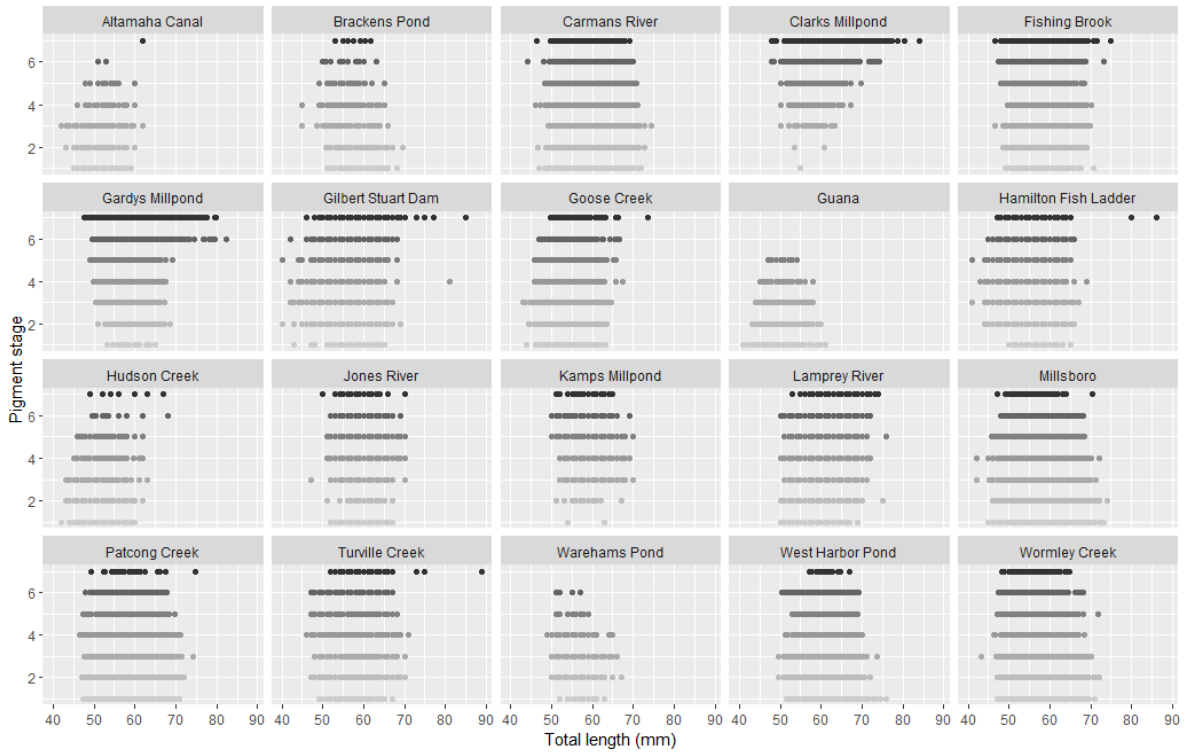 Altamaha Canal Brackens Pond Carmans River Clarks Millpond Fishing Brook
6
4
2
Gardys Millpond Gilbert Stuart Dam Goose Creek Guana Hamilton Fish Ladder
6
4
2
Hudson Creek Jones River Kamps Millpond Lamprey River Millsboro
6
4
2
Patcong Creek Turville Creek Warehams Pond West Harbor Pond Wormley Creek
6
4
2
Pigment stage
40 50 60 70 80 90 40 50 60 70 80 90 40 50 60 70 80 90 40 50 60 70 80 90 40 50 60 70 80 90
Total length (mm)